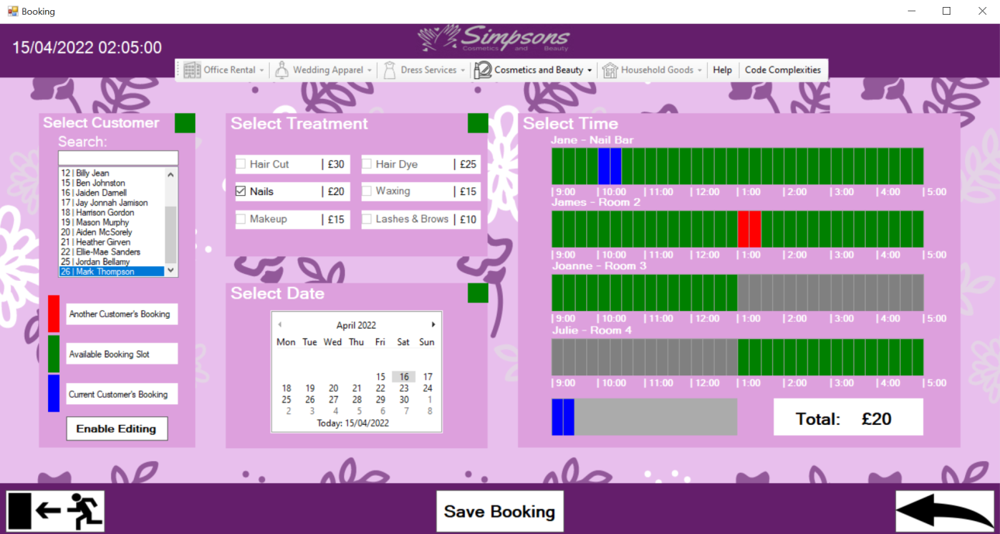 Booking
15/04/2022 02:05:00
Simpsons
Cosmetics and Beauty
Office Rental
Wedding Apparel
Dress Services
Cosmetics and Beauty
Household Goods
Help
Code Complexities
Select Customer
Search:
12 | Billy Jean
15 | Ben Johnston
16 | Jaiden Darnell
17 | Jay Jonnah Jamison
18 | Harrison Gordon
19 | Mason Murphy
20 | Aiden McSorely
21 | Heather Girven
22 | Ellie-Mae Sanders
25 | Jordan Bellamy
26 | Mark Thompson
Another Customer's Booking
Available Booking Slot
Current Customer's Booking
Enable Editing
Select Treatment
Hair Cut | £30
Hair Dye | £25
Nails | £20
Waxing | £15
Makeup | £15
Lashes & Brows | £10
Select Date
April 2022
Mon Tue Wed Thu Fri Sat Sun
15 16 17
18 19 20 21 22 23 24
25 26 27 28 29 30 1
2 3 4 5 6 7 8
Today: 15/04/2022
Select Time
Jane - Nail Bar
| 9:00 | 10:00 | 11:00 | 12:00 | 1:00 | 2:00 | 3:00 | 4:00 | 5:00
James - Room 2
| 9:00 | 10:00 | 11:00 | 12:00 | 1:00 | 2:00 | 3:00 | 4:00 | 5:00
Joanne - Room 3
| 9:00 | 10:00 | 11:00 | 12:00 | 1:00 | 2:00 | 3:00 | 4:00 | 5:00
Julie - Room 4
| 9:00 | 10:00 | 11:00 | 12:00 | 1:00 | 2:00 | 3:00 | 4:00 | 5:00
Total: £20
Save Booking